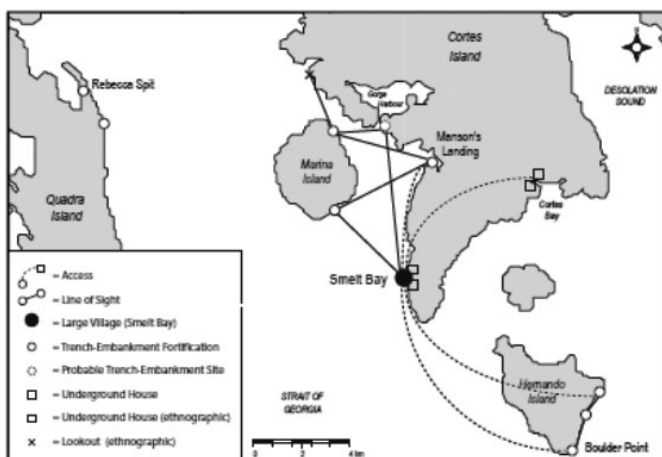 Cortes
Island
DESOLATION
SOUND
Rebecca Spit
Gorge
Harbour
Manson's
Landing
Marina
Island
Quadra
Island
Cortes
Bay
Smelt Bay
= Access
= Line of Sight
= Large Village (Smelt Bay)
= Trench-Embankment Fortification
= Probable Trench-Embankment Site
= Underground House
= Underground House (ethnographic)
= Lookout (ethnographic)
STRAIT OF
GEORGIA
Hernando
Island
Boulder Point
0 2 4 km